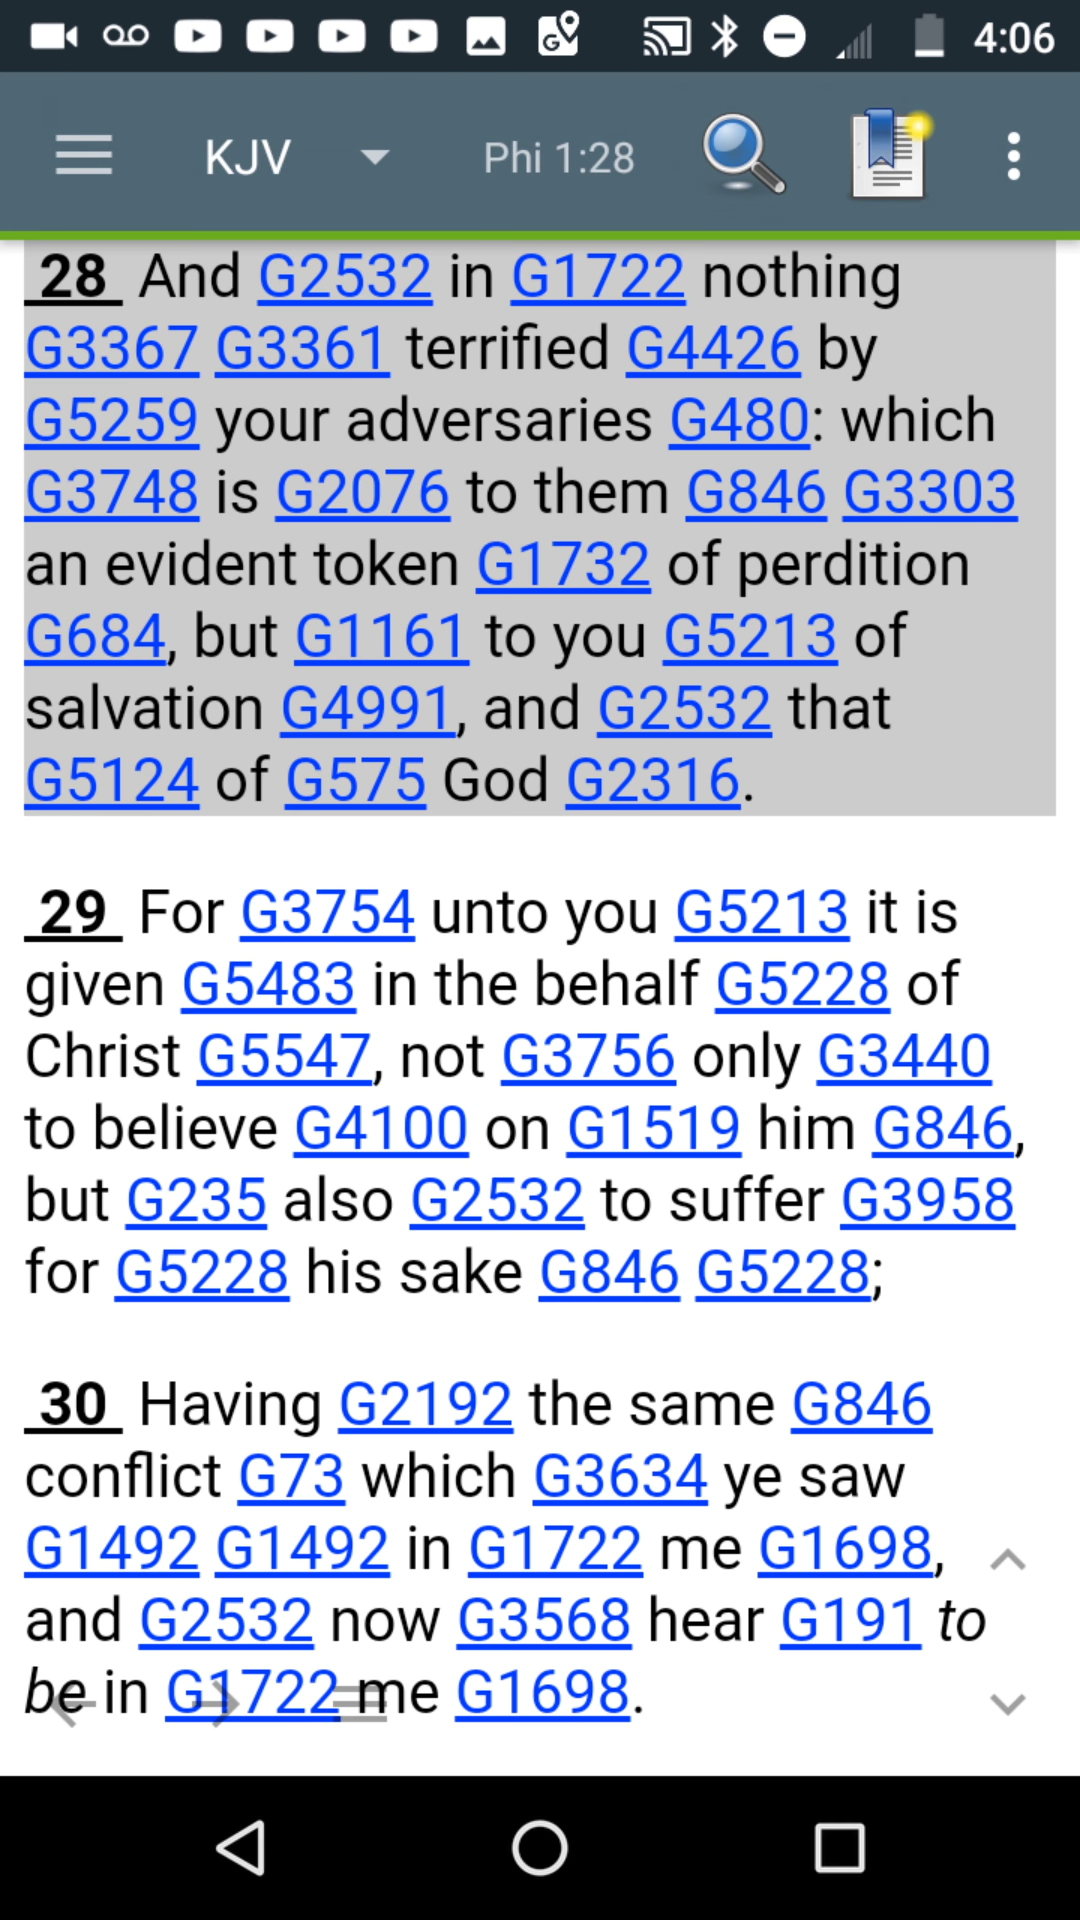 4:06
KJV Phi 1:28
28 And G2532 in G1722 nothing
G3367 G3361 terrified G4426 by
G5259 your adversaries G480: which
G3748 is G2076 to them G846 G3303
an evident token G1732 of perdition
G684, but G1161 to you G5213 of
salvation G4991, and G2532 that
G5124 of G575 God G2316.
29 For G3754 unto you G5213 it is
given G5483 in the behalf G5228 of
Christ G5547, not G3756 only G3440
to believe G4100 on G1519 him G846,
but G235 also G2532 to suffer G3958
for G5228 his sake G846 G5228;
30 Having G2192 the same G846
conflict G73 which G3634 ye saw
G1492 G1492 in G1722 me G1698,
and G2532 now G3568 hear G191 to
be in G1722 me G1698.